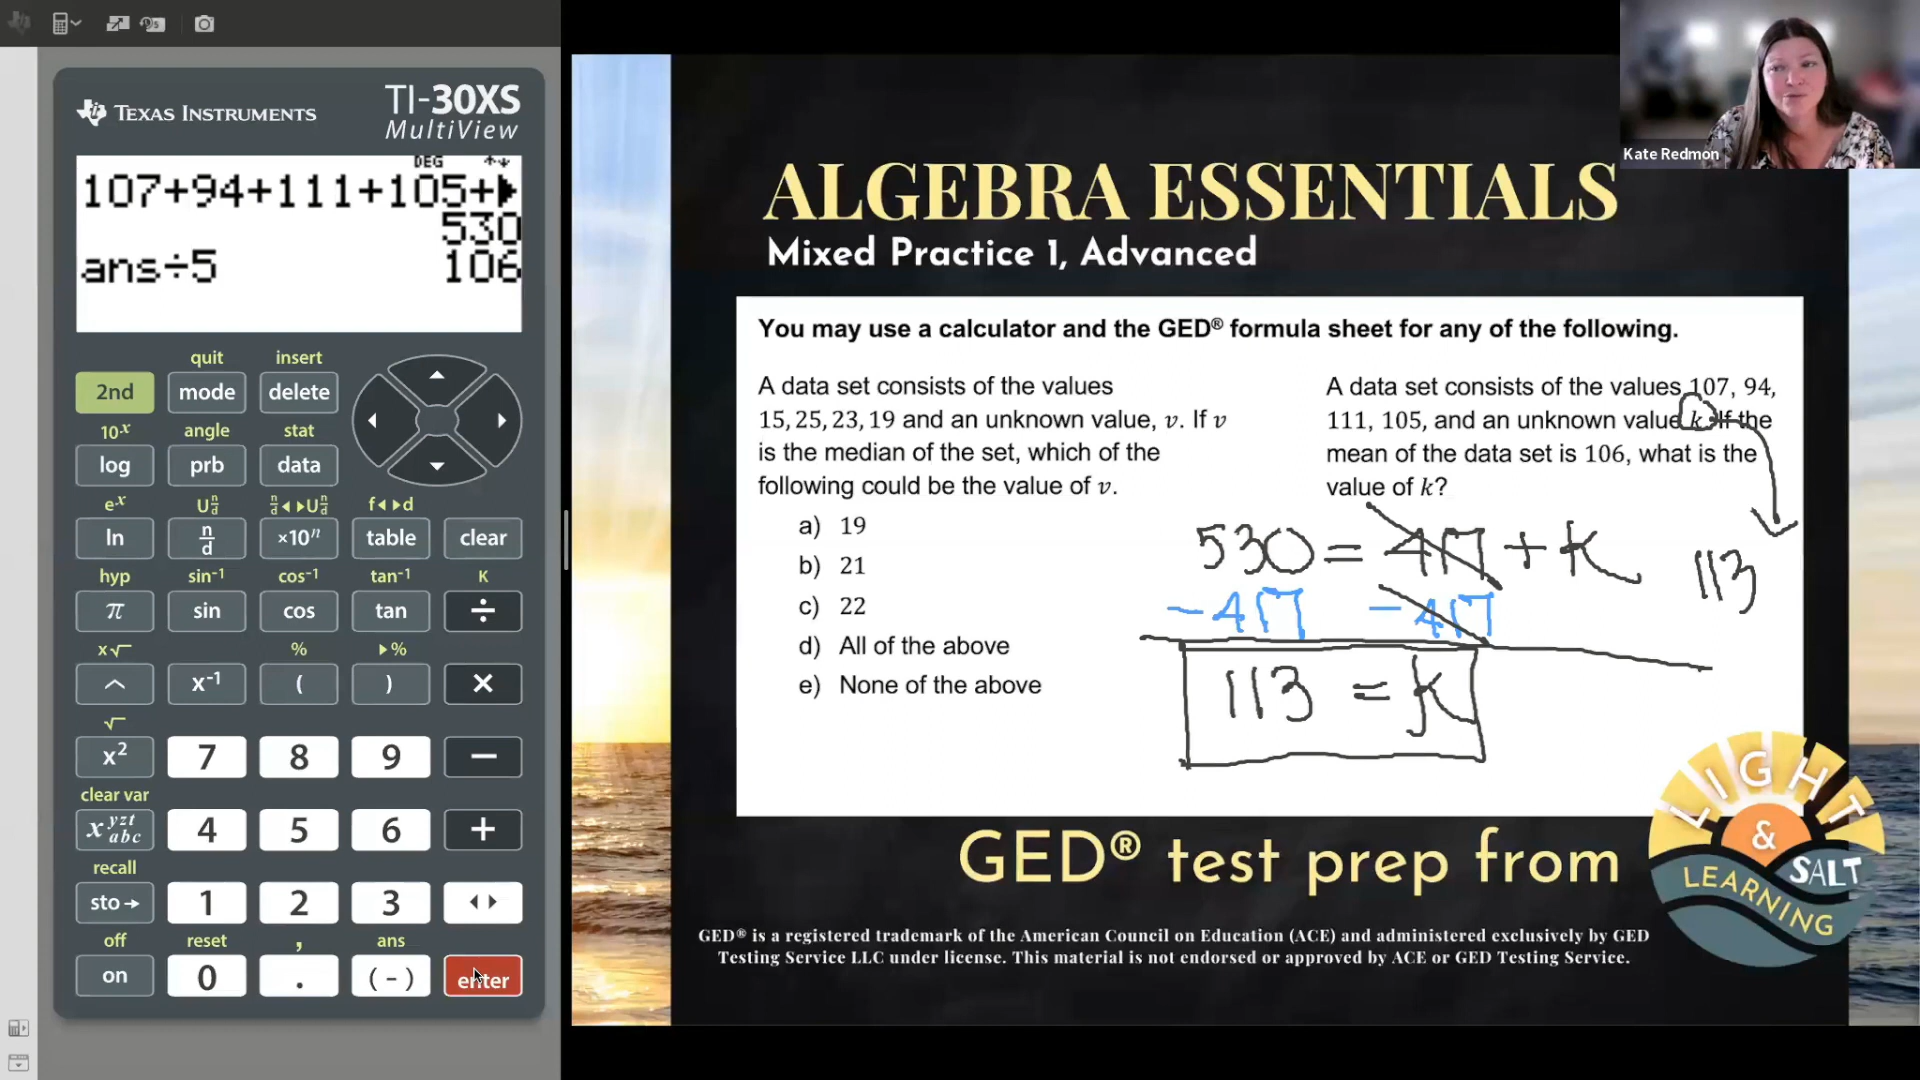 TEXAS INSTRUMENTS
TI-30XS
MultiView
DEG
107+94+111+105+
530
ans÷5
106
quit insert
2nd mode delete
10ˣ angle stat
log prb data
eˣ U n/d n/d ◄►U n/d f◄►d
ln n/d ×10ⁿ table clear
hyp sin⁻¹ cos⁻¹ tan⁻¹ K
π sin cos tan ÷
x√ % ►%
^ x⁻¹ ( ) ×
√
x² 7 8 9 −
clear var
x yzt abc 4 5 6 +
recall
sto→ 1 2 3 ◄►
off reset , ans
on 0 . (-) enter
Kate Redmon
ALGEBRA ESSENTIALS
Mixed Practice 1, Advanced
You may use a calculator and the GED® formula sheet for any of the following.
A data set consists of the values
15, 25, 23, 19 and an unknown value, v. If v
is the median of the set, which of the
following could be the value of v.
a) 19
b) 21
c) 22
d) All of the above
e) None of the above
A data set consists of the values 107, 94,
111, 105, and an unknown value k. If the
mean of the data set is 106, what is the
value of k?
530 = 417 + K
113
-417 -417
113 = K
GED® test prep from
LIGHT
&
SALT
LEARNING
GED® is a registered trademark of the American Council on Education (ACE) and administered exclusively by GED
Testing Service LLC under license. This material is not endorsed or approved by ACE or GED Testing Service.